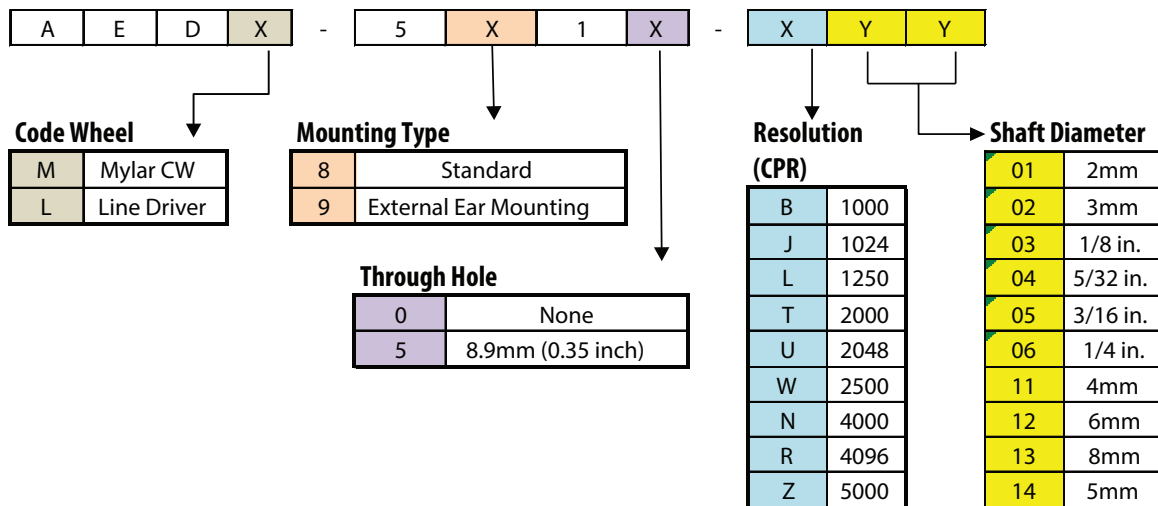 A E D X - 5 X 1 X - X Y Y
Code Wheel
M Mylar CW
L Line Driver
Mounting Type
8 Standard
9 External Ear Mounting
Through Hole
0 None
5 8.9mm (0.35 inch)
Resolution
(CPR)
B 1000
J 1024
L 1250
T 2000
U 2048
W 2500
N 4000
R 4096
Z 5000
Shaft Diameter
01 2mm
02 3mm
03 1/8 in.
04 5/32 in.
05 3/16 in.
06 1/4 in.
11 4mm
12 6mm
13 8mm
14 5mm